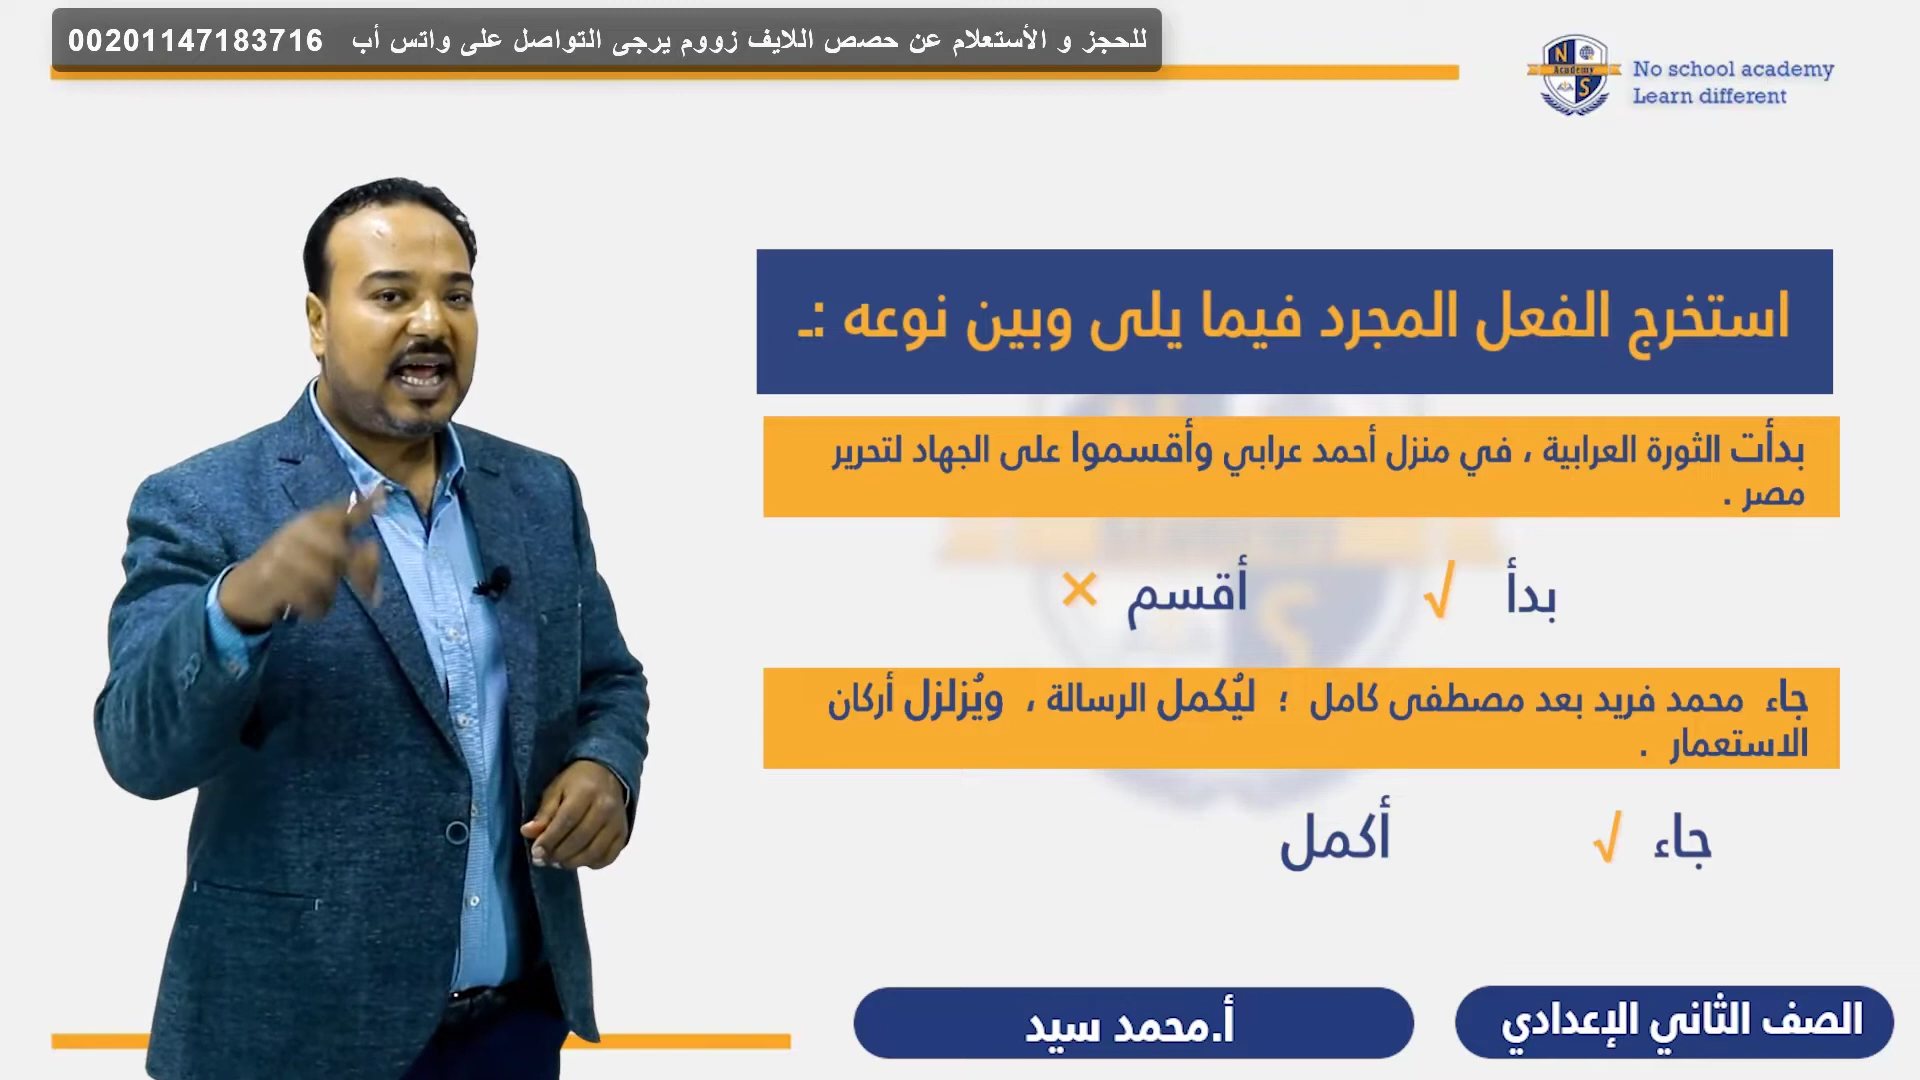 للحجز و الأستعلام عن حصص اللايف زووم يرجى التواصل على واتس أب 00201147183716
N
Academy
S
No school academy
Learn different
استخرج الفعل المجرد فيما يلى وبين نوعه :ـ
بدأت الثورة العرابية ، في منزل أحمد عرابي وأقسموا على الجهاد لتحرير
مصر .
بدأ √ أقسم ×
جاء محمد فريد بعد مصطفى كامل ؛ ليُكمل الرسالة ، ويُزلزل أركان
الاستعمار .
جاء √ أكمل
أ.محمد سيد
الصف الثاني الإعدادي